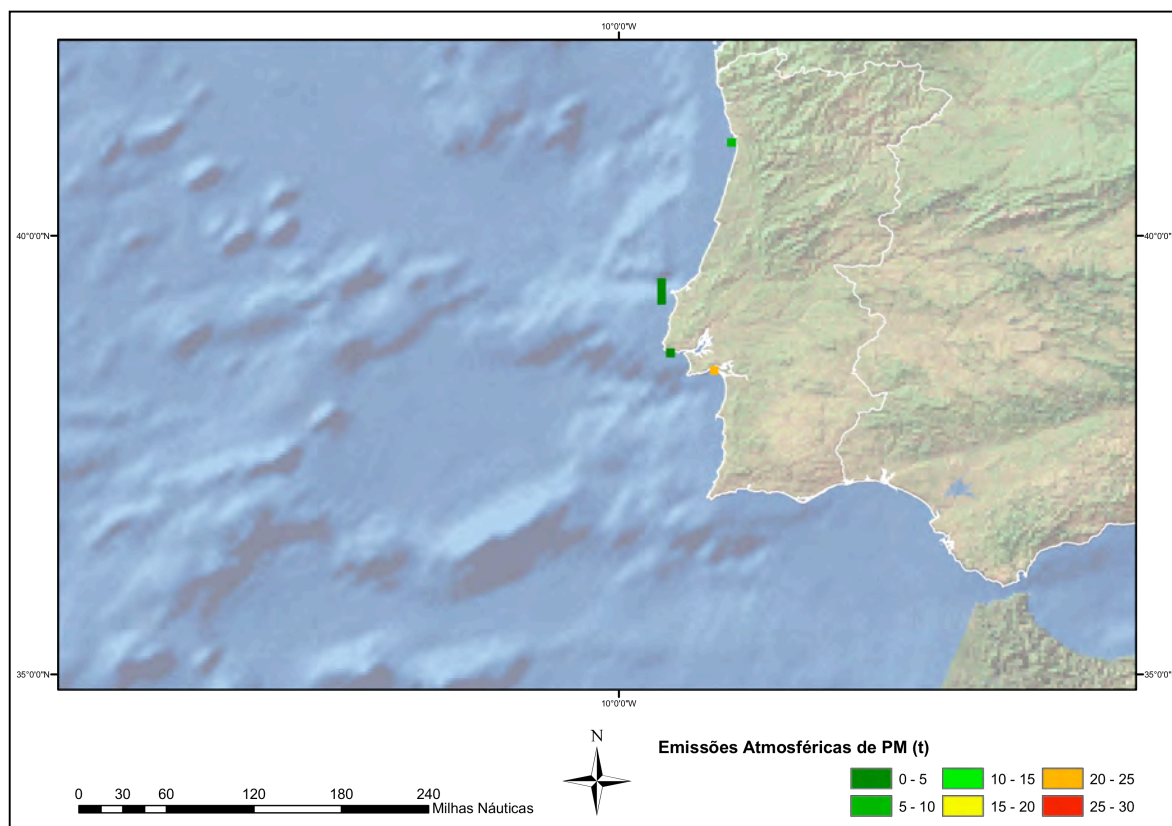 10°0'0"W
40°0'0"N
40°0'0"N
35°0'0"N
35°0'0"N
10°0'0"W
N
Emissões Atmosféricas de PM (t)
0 - 5
10 - 15
20 - 25
5 - 10
15 - 20
25 - 30
0 30 60 120 180 240
Milhas Náuticas